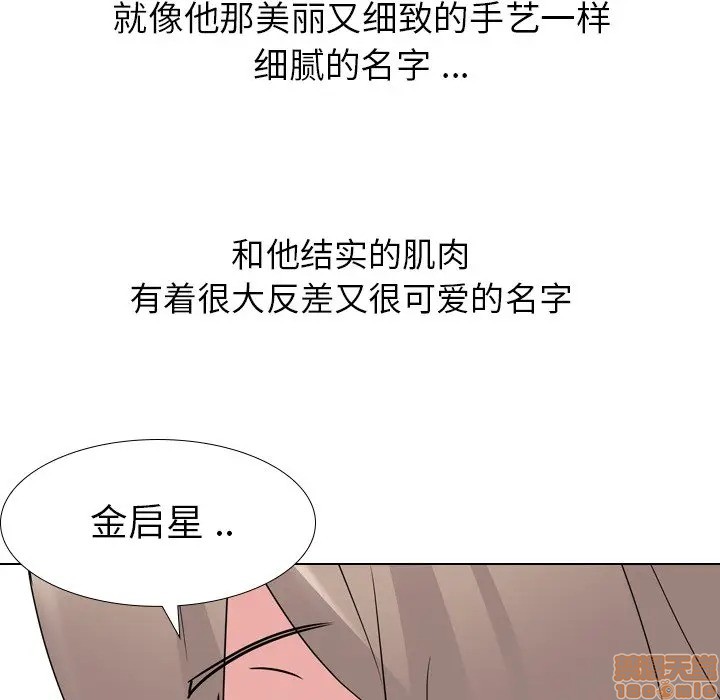 就像他那美丽又细致的手艺一样
细腻的名字 ...
和他结实的肌肉
有着很大反差又很可爱的名字
金启星 ..